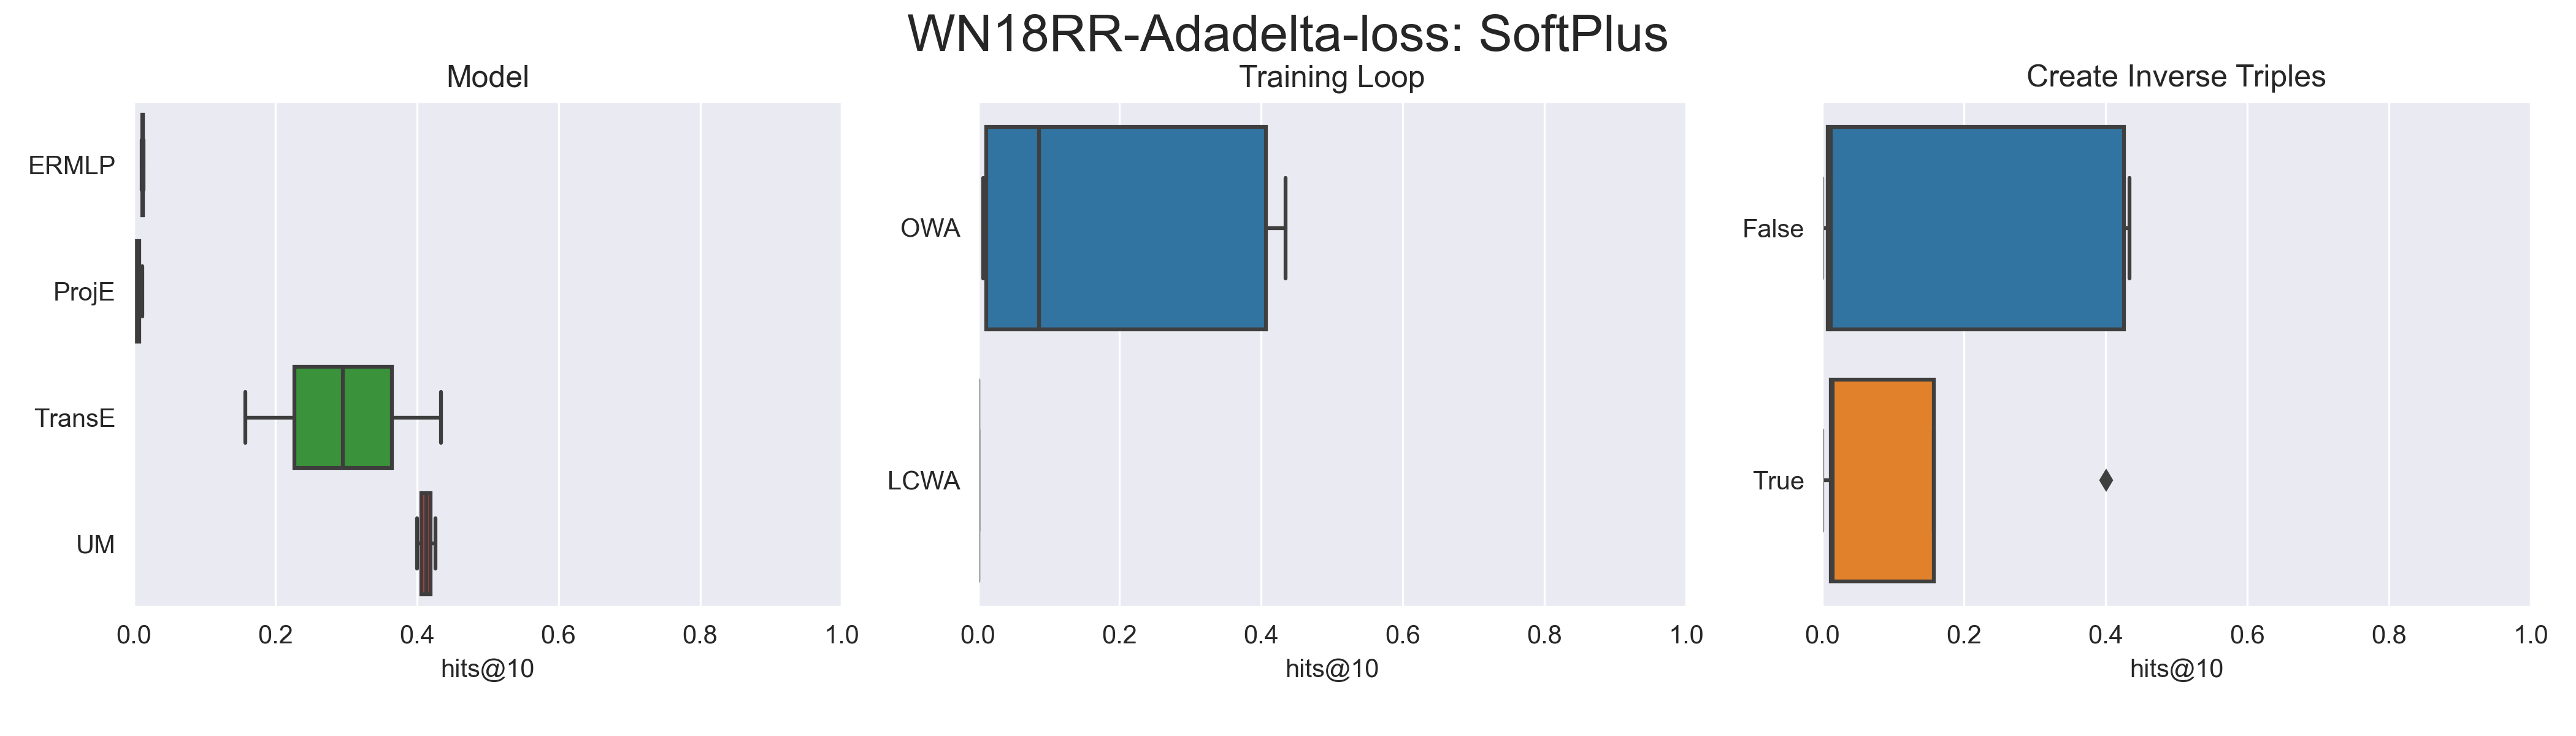 WN18RR-Adadelta-loss: SoftPlus
Model
ERMLP
ProjE
TransE
UM
0.0 0.2 0.4 0.6 0.8 1.0
hits@10
Training Loop
OWA
LCWA
0.0 0.2 0.4 0.6 0.8 1.0
hits@10
Create Inverse Triples
False
True
0.0 0.2 0.4 0.6 0.8 1.0
hits@10